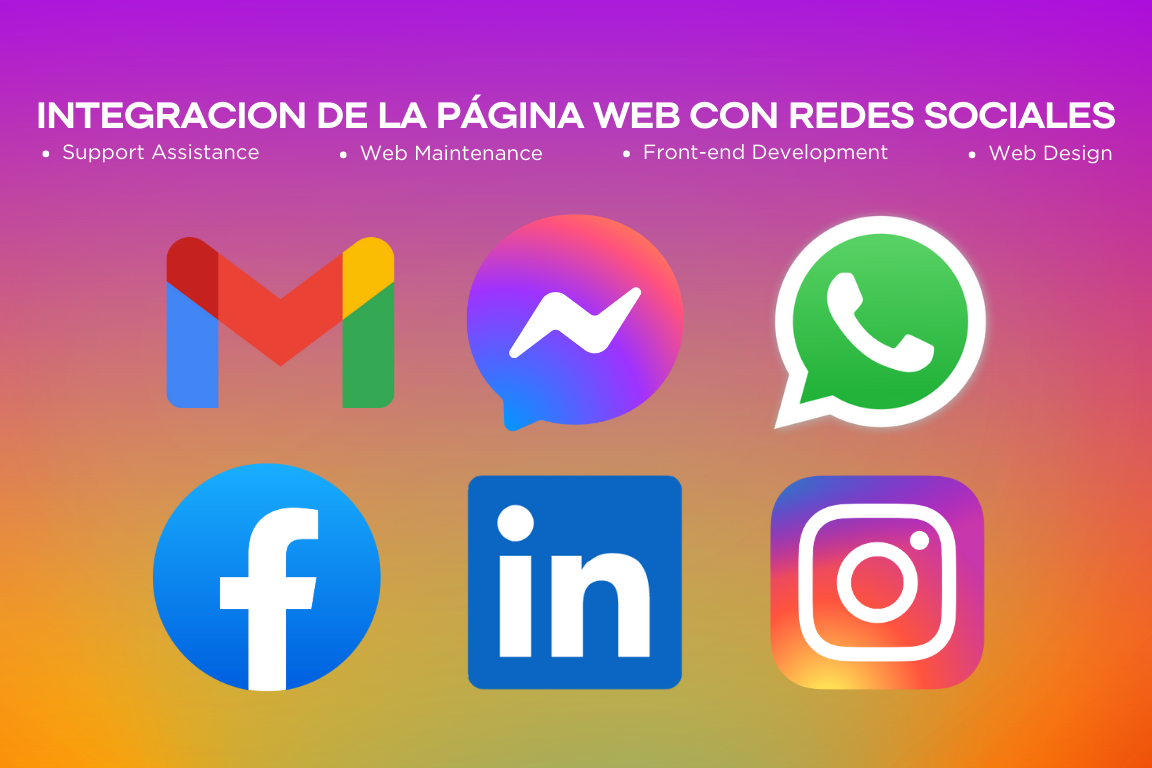 INTEGRACION DE LA PÁGINA WEB CON REDES SOCIALES
• Support Assistance • Web Maintenance • Front-end Development • Web Design
in